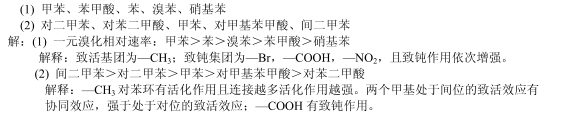 (1) 甲苯、苯甲酸、苯、溴苯、硝基苯
(2) 对二甲苯、对苯二甲酸、甲苯、对甲基苯甲酸、间二甲苯
解：(1) 一元溴化相对速率：甲苯＞苯＞溴苯＞苯甲酸＞硝基苯
解释：致活基团为—CH₃；致钝集团为—Br，—COOH，—NO₂，且致钝作用依次增强。
(2) 间二甲苯＞对二甲苯＞甲苯＞对甲基苯甲酸＞对苯二甲酸
解释：—CH₃对苯环有活化作用且连接越多活化作用越强。两个甲基处于间位的致活效应有
协同效应，强于处于对位的致活效应；—COOH 有致钝作用。